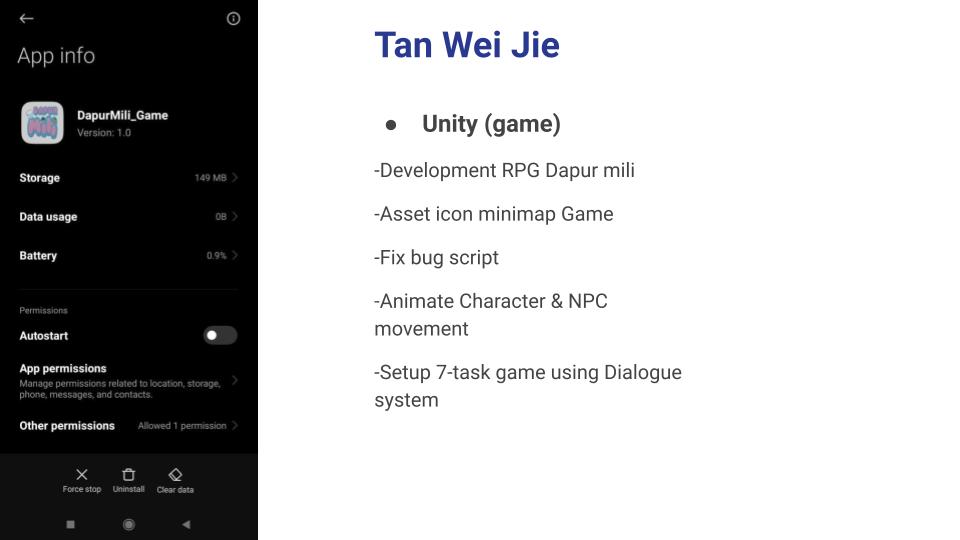 App info
DAPUR
Mili
DapurMili_Game
Version: 1.0
Storage 149 MB
Data usage 0B
Battery 0.9%
Permissions
Autostart
App permissions
Manage permissions related to location, storage,
phone, messages, and contacts.
Other permissions Allowed 1 permission
Force stop Uninstall Clear data
Tan Wei Jie
● Unity (game)
-Development RPG Dapur mili
-Asset icon minimap Game
-Fix bug script
-Animate Character & NPC
movement
-Setup 7-task game using Dialogue
system